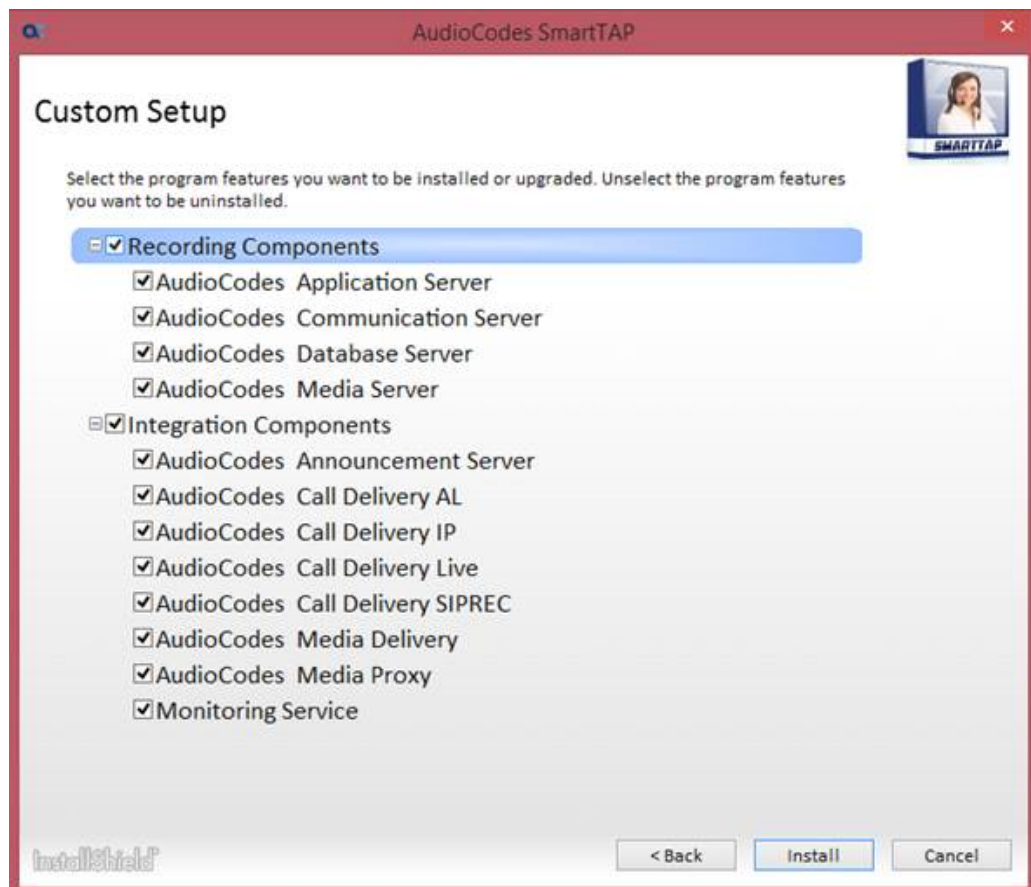 AudioCodes SmartTAP
Custom Setup
SMARTTAP
Select the program features you want to be installed or upgraded. Unselect the program features
you want to be uninstalled.
Recording Components
AudioCodes Application Server
AudioCodes Communication Server
AudioCodes Database Server
AudioCodes Media Server
Integration Components
AudioCodes Announcement Server
AudioCodes Call Delivery AL
AudioCodes Call Delivery IP
AudioCodes Call Delivery Live
AudioCodes Call Delivery SIPREC
AudioCodes Media Delivery
AudioCodes Media Proxy
Monitoring Service
InstallShield
< Back Install Cancel